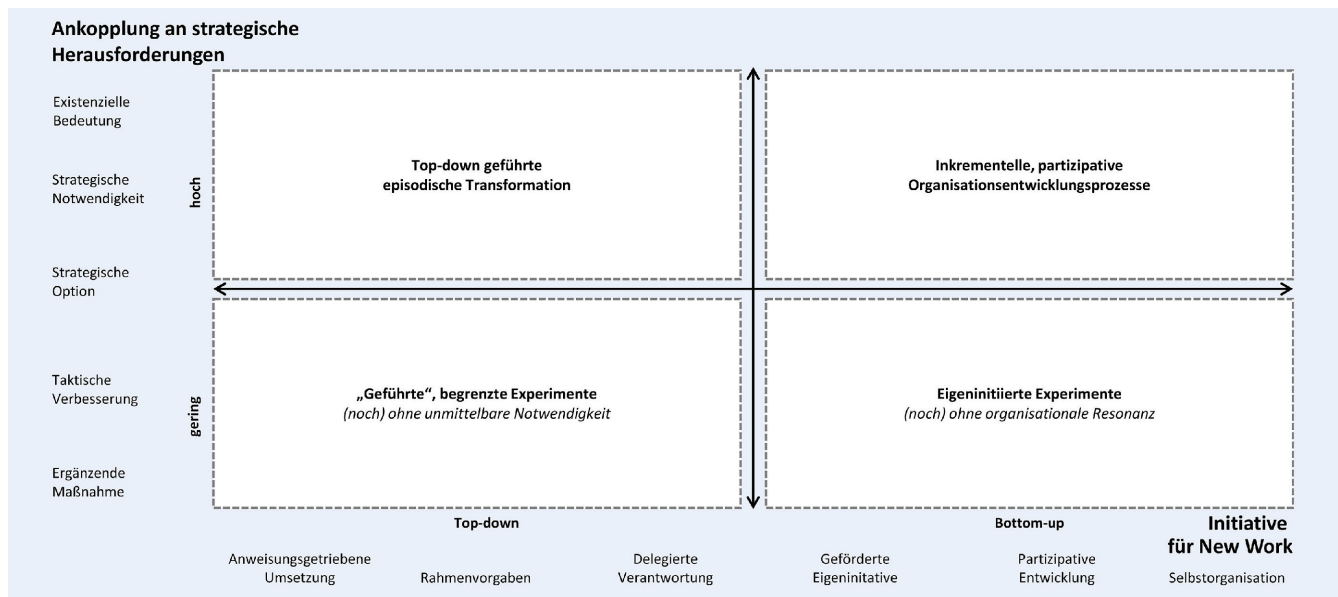 Ankopplung an strategische
Herausforderungen
Existenzielle
Bedeutung
Strategische
Notwendigkeit
hoch
Strategische
Option
Top-down geführte
episodische Transformation
Inkrementelle, partizipative
Organisationsentwicklungsprozesse
Taktische
Verbesserung
gering
Ergänzende
Maßnahme
„Geführte“, begrenzte Experimente
(noch) ohne unmittelbare Notwendigkeit
Eigeninitiierte Experimente
(noch) ohne organisationale Resonanz
Top-down
Bottom-up
Initiative
für New Work
Anweisungsgetriebene
Umsetzung
Rahmenvorgaben
Delegierte
Verantwortung
Geförderte
Eigeninitative
Partizipative
Entwicklung
Selbstorganisation